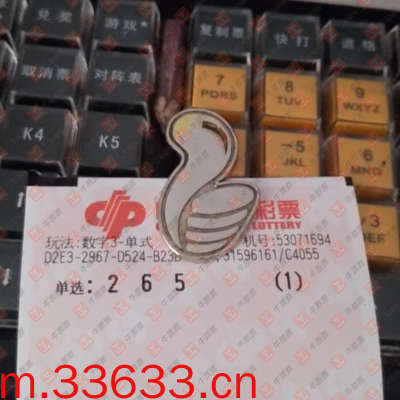 兑奖
游戏*
复制票
快打
退格
取消票
对阵表
7
PQRS
8
TUV
9
WXYZ
K4
K5
-5
JKL
6
MNO
3
彩票
LOTTERY
玩法:数字3-单式
机号:53071694
D2E3-2967-D524-B23B
31596161/C4055
单选: 2 6 5 (1)
m.33633.cn